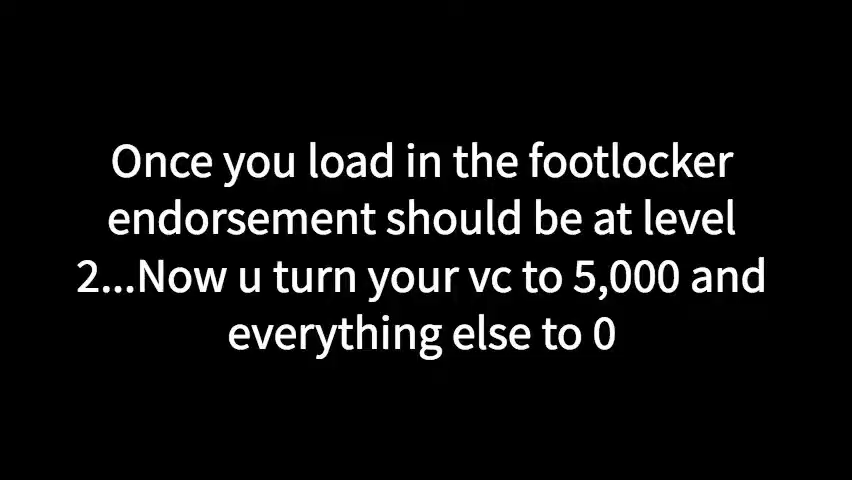 Once you load in the footlocker
endorsement should be at level
2...Now u turn your vc to 5,000 and
everything else to 0